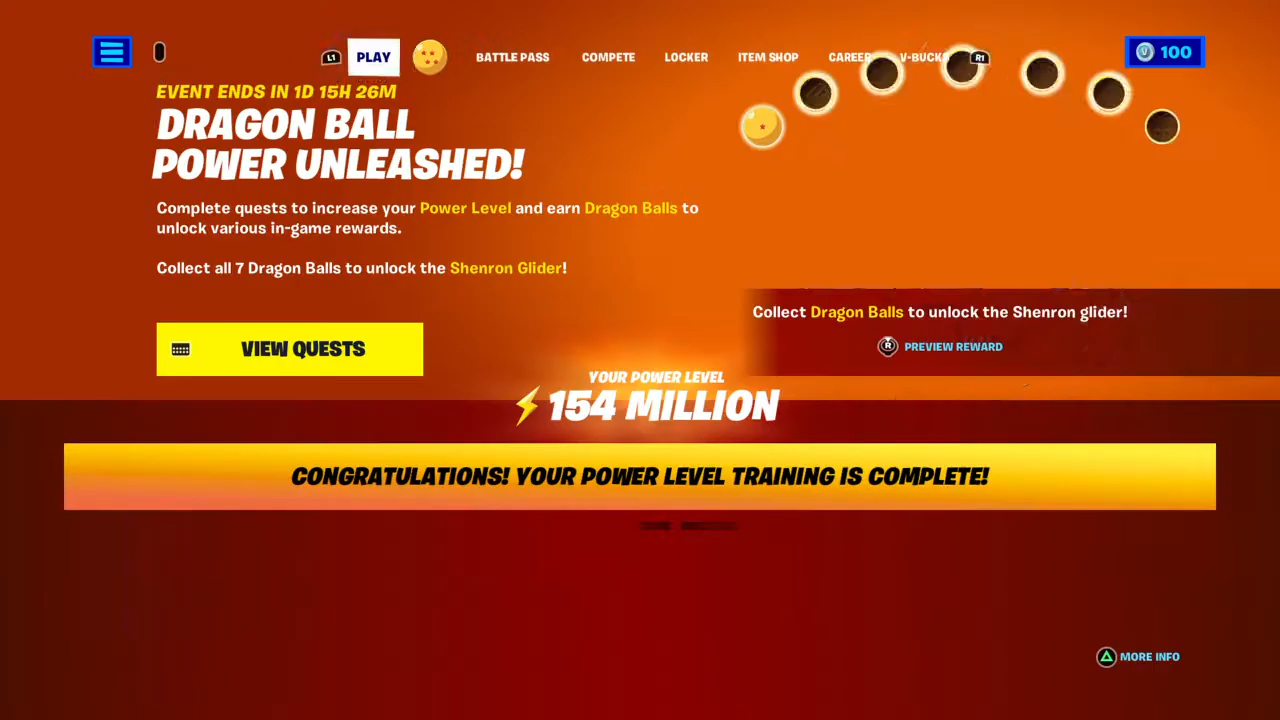 L1 PLAY BATTLE PASS COMPETE LOCKER ITEM SHOP CAREER V-BUCKS R1 100
EVENT ENDS IN 1D 15H 26M
DRAGON BALL
POWER UNLEASHED!
Complete quests to increase your Power Level and earn Dragon Balls to
unlock various in-game rewards.
Collect all 7 Dragon Balls to unlock the Shenron Glider!
Collect Dragon Balls to unlock the Shenron glider!
R PREVIEW REWARD
VIEW QUESTS
YOUR POWER LEVEL
154 MILLION
CONGRATULATIONS! YOUR POWER LEVEL TRAINING IS COMPLETE!
MORE INFO